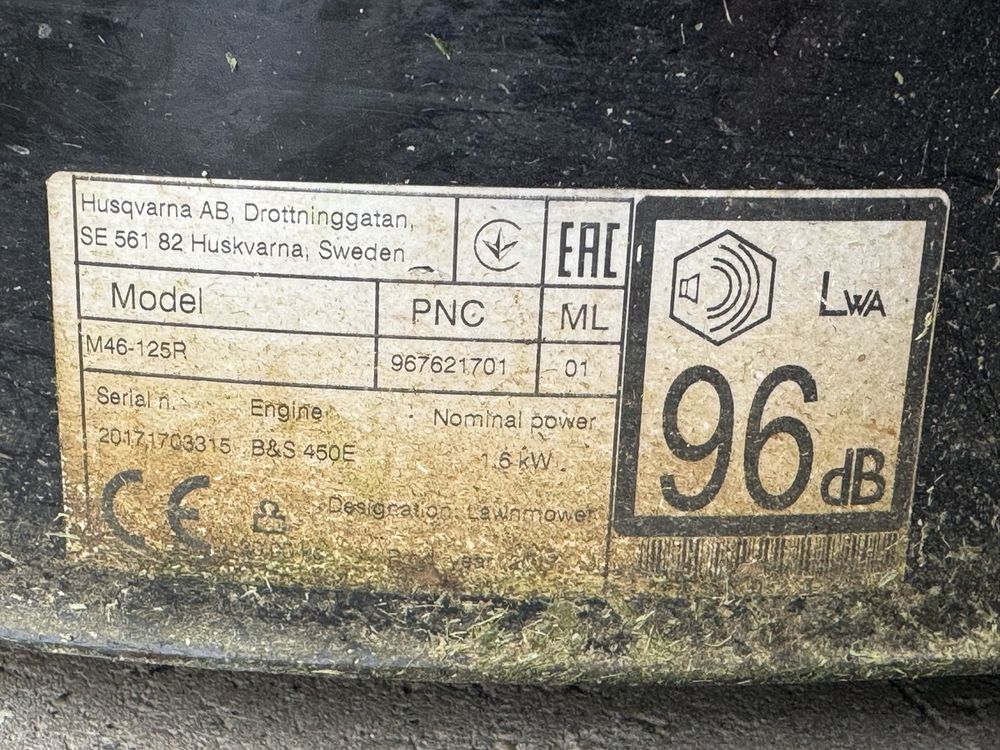 Husqvarna AB, Drottninggatan,
SE 561 82 Huskvarna, Sweden
EAC
Model PNC ML
M46-125R 967621701 01
Serial n. Engine : Nominal power
20171703315 B&S 450E 1.6 kW
CE Designation: Lawnmower
LWA
96 dB